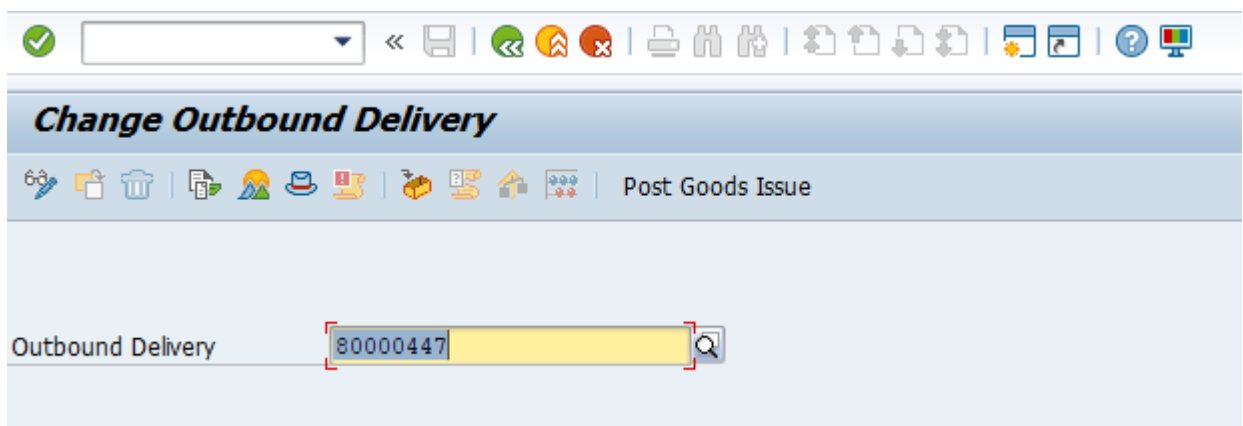 Change Outbound Delivery
Post Goods Issue
Outbound Delivery 80000447